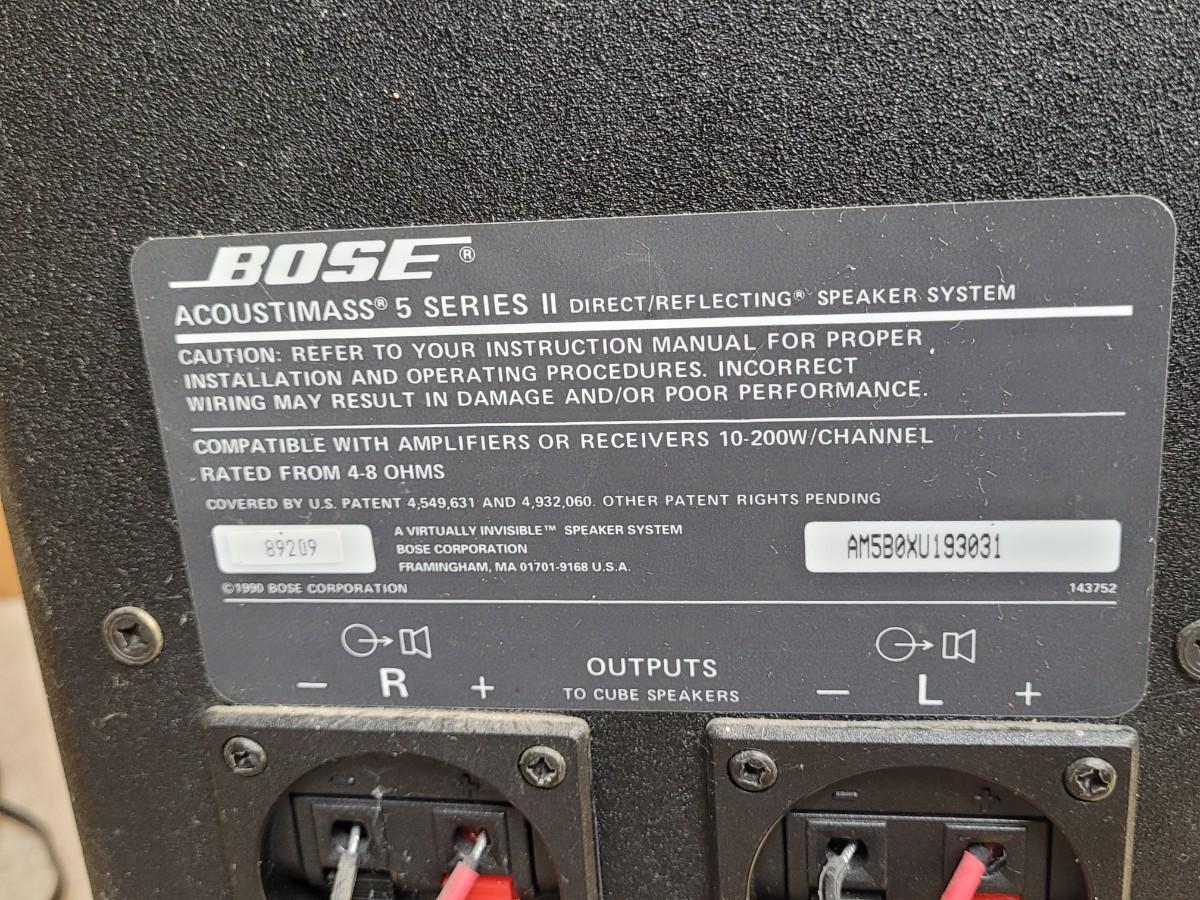 BOSE®
ACOUSTIMASS® 5 SERIES II DIRECT/REFLECTING® SPEAKER SYSTEM
CAUTION: REFER TO YOUR INSTRUCTION MANUAL FOR PROPER
INSTALLATION AND OPERATING PROCEDURES. INCORRECT
WIRING MAY RESULT IN DAMAGE AND/OR POOR PERFORMANCE.
COMPATIBLE WITH AMPLIFIERS OR RECEIVERS 10-200W/CHANNEL
RATED FROM 4-8 OHMS
COVERED BY U.S. PATENT 4,549,631 AND 4,932,060. OTHER PATENT RIGHTS PENDING
89209
A VIRTUALLY INVISIBLE™ SPEAKER SYSTEM
BOSE CORPORATION
FRAMINGHAM, MA 01701-9168 U.S.A.
AM5B0XU193031
©1990 BOSE CORPORATION
143752
− R +
OUTPUTS
TO CUBE SPEAKERS
− L +
− +
− +